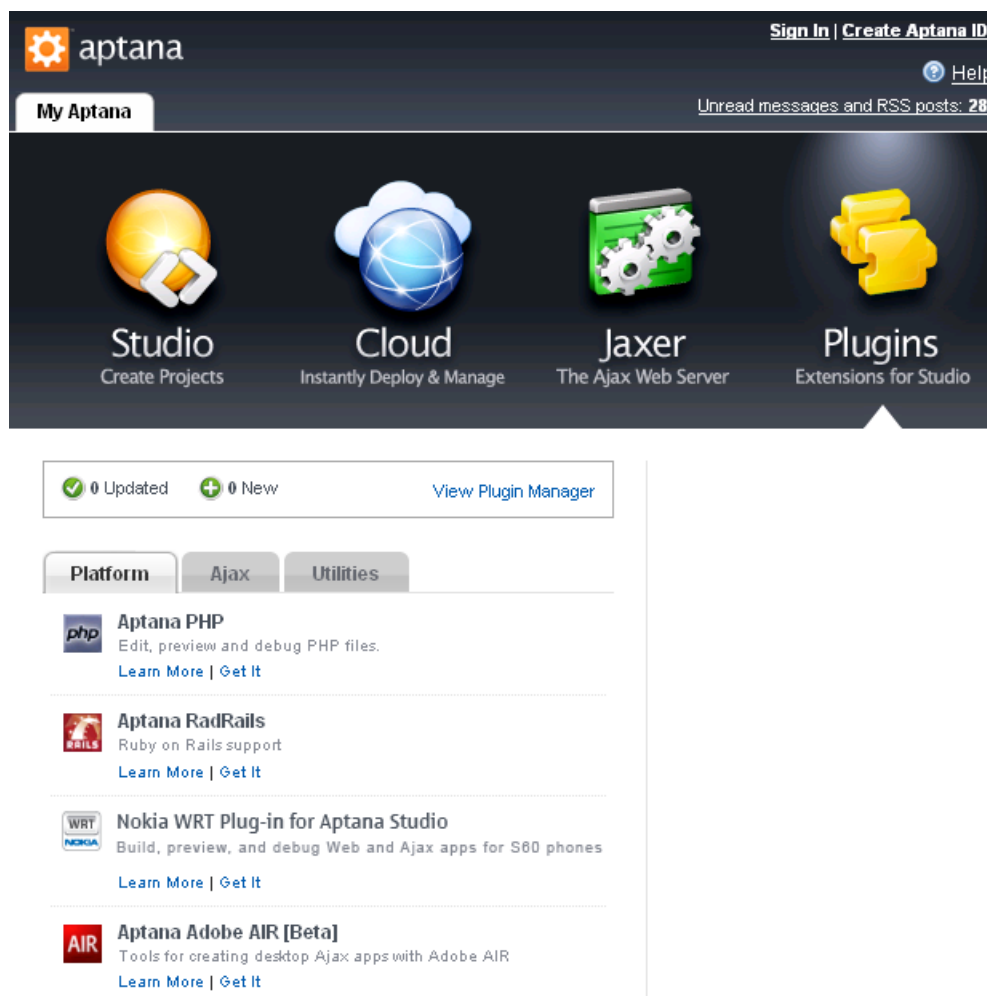 aptana
Sign In | Create Aptana ID
Help
My Aptana
Unread messages and RSS posts: 28
Studio
Create Projects
Cloud
Instantly Deploy & Manage
Jaxer
The Ajax Web Server
Plugins
Extensions for Studio
0 Updated
0 New
View Plugin Manager
Platform
Ajax
Utilities
php
Aptana PHP
Edit, preview and debug PHP files.
Learn More | Get It
RAILS
Aptana RadRails
Ruby on Rails support
Learn More | Get It
WRT
NOKIA
Nokia WRT Plug-in for Aptana Studio
Build, preview, and debug Web and Ajax apps for S60 phones
Learn More | Get It
AIR
Aptana Adobe AIR [Beta]
Tools for creating desktop Ajax apps with Adobe AIR
Learn More | Get It